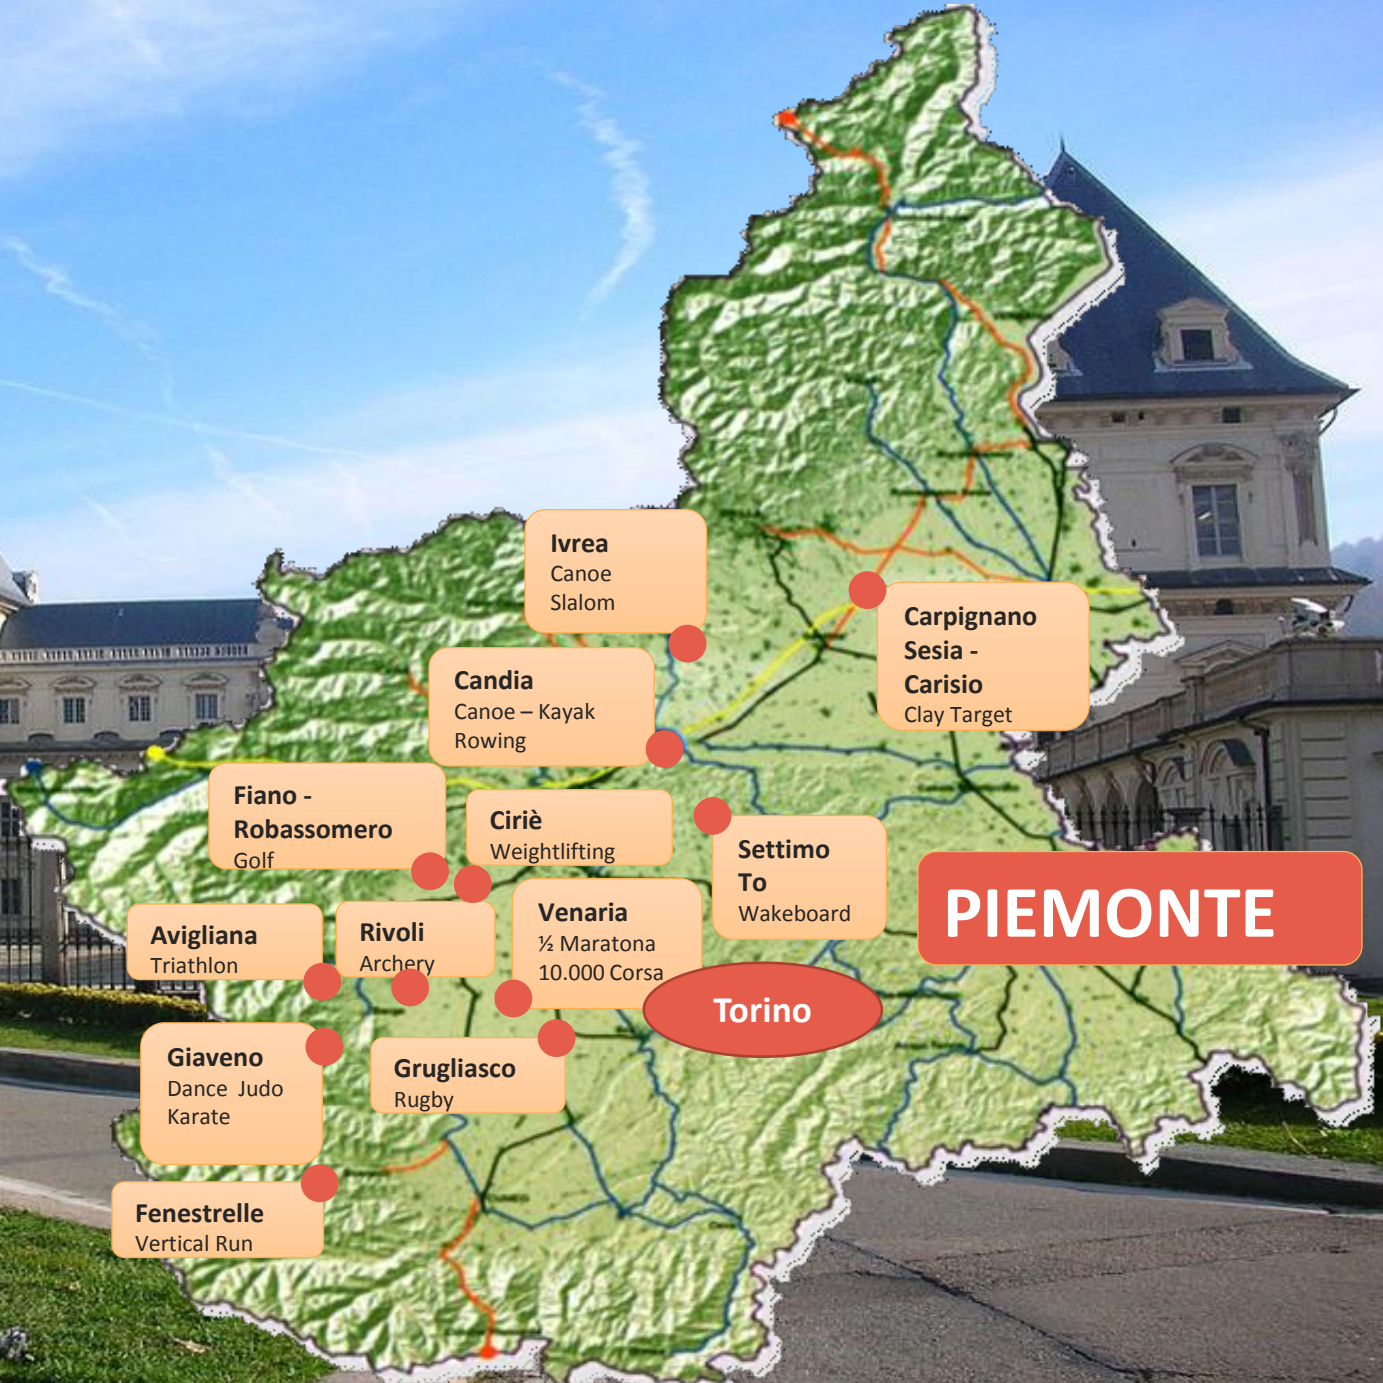 Ivrea
Canoe
Slalom
Carpignano
Sesia -
Carisio
Clay Target
Candia
Canoe – Kayak
Rowing
Fiano -
Robassomero
Golf
Ciriè
Weightlifting
Settimo
To
Wakeboard
PIEMONTE
Avigliana
Triathlon
Rivoli
Archery
Venaria
½ Maratona
10.000 Corsa
Torino
Giaveno
Dance Judo
Karate
Grugliasco
Rugby
Fenestrelle
Vertical Run